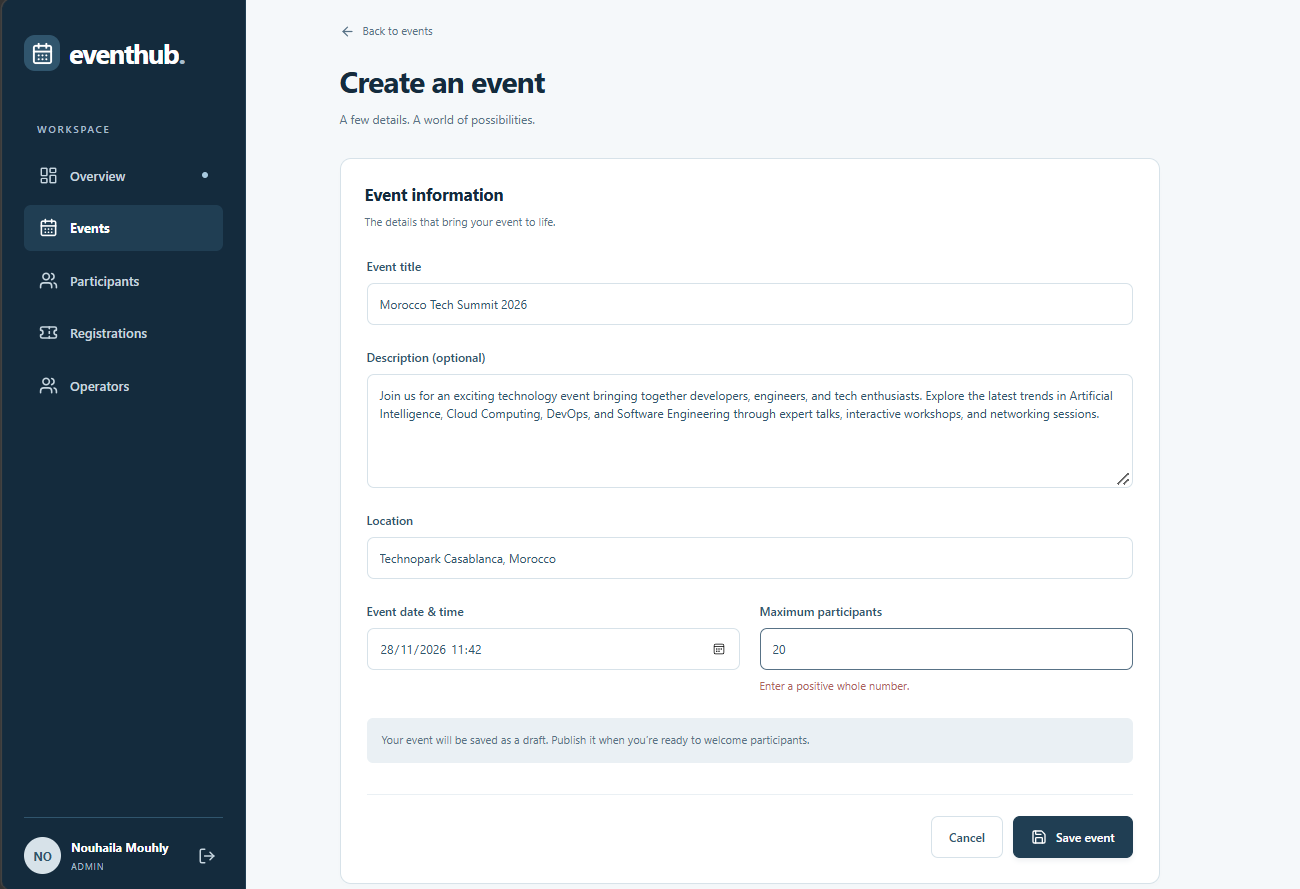 eventhub.
WORKSPACE
Overview
Events
Participants
Registrations
Operators
NO
Nouhaila Mouhly
ADMIN
Back to events
Create an event
A few details. A world of possibilities.
Event information
The details that bring your event to life.
Event title
Morocco Tech Summit 2026
Description (optional)
Join us for an exciting technology event bringing together developers, engineers, and tech enthusiasts. Explore the latest trends in Artificial
Intelligence, Cloud Computing, DevOps, and Software Engineering through expert talks, interactive workshops, and networking sessions.
Location
Technopark Casablanca, Morocco
Event date & time
28/11/2026 11:42
Maximum participants
20
Enter a positive whole number.
Your event will be saved as a draft. Publish it when you're ready to welcome participants.
Cancel
Save event